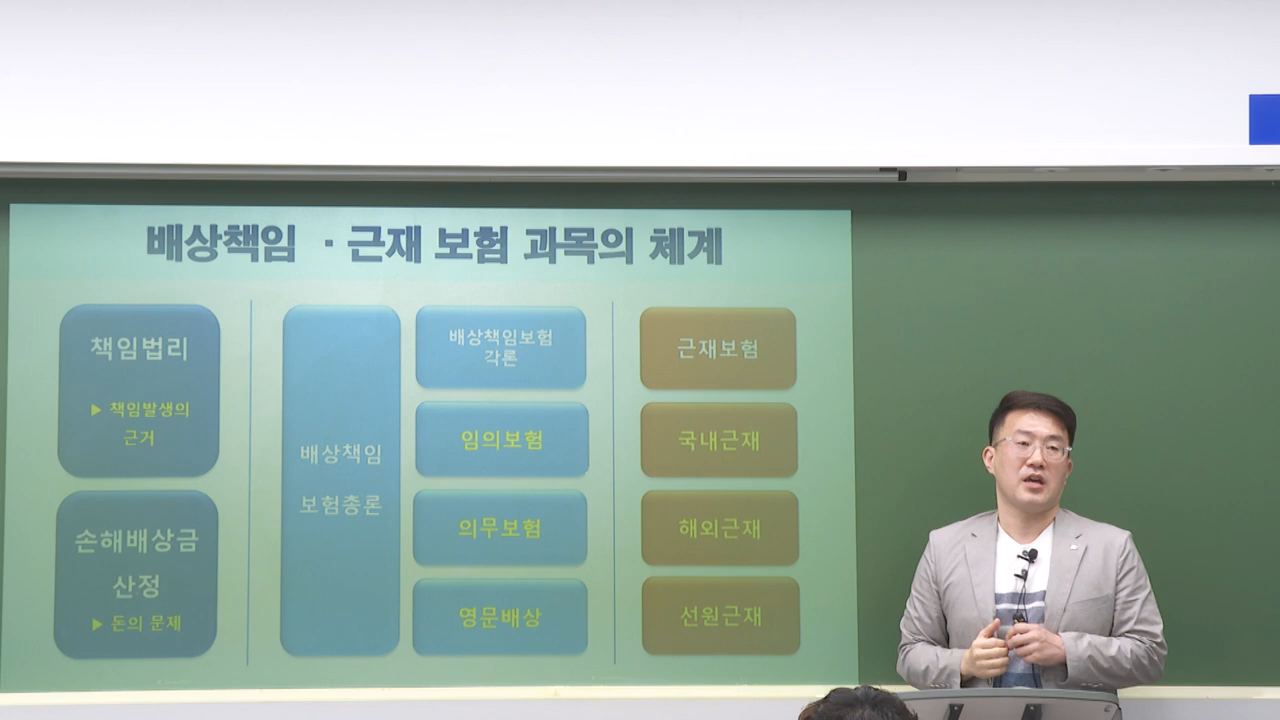 배상책임 · 근재 보험 과목의 체계
책임법리
▶ 책임발생의
근거
손해배상금
산정
▶ 돈의 문제
배상책임
보험총론
배상책임보험
각론
임의보험
의무보험
영문배상
근재보험
국내근재
해외근재
선원근재